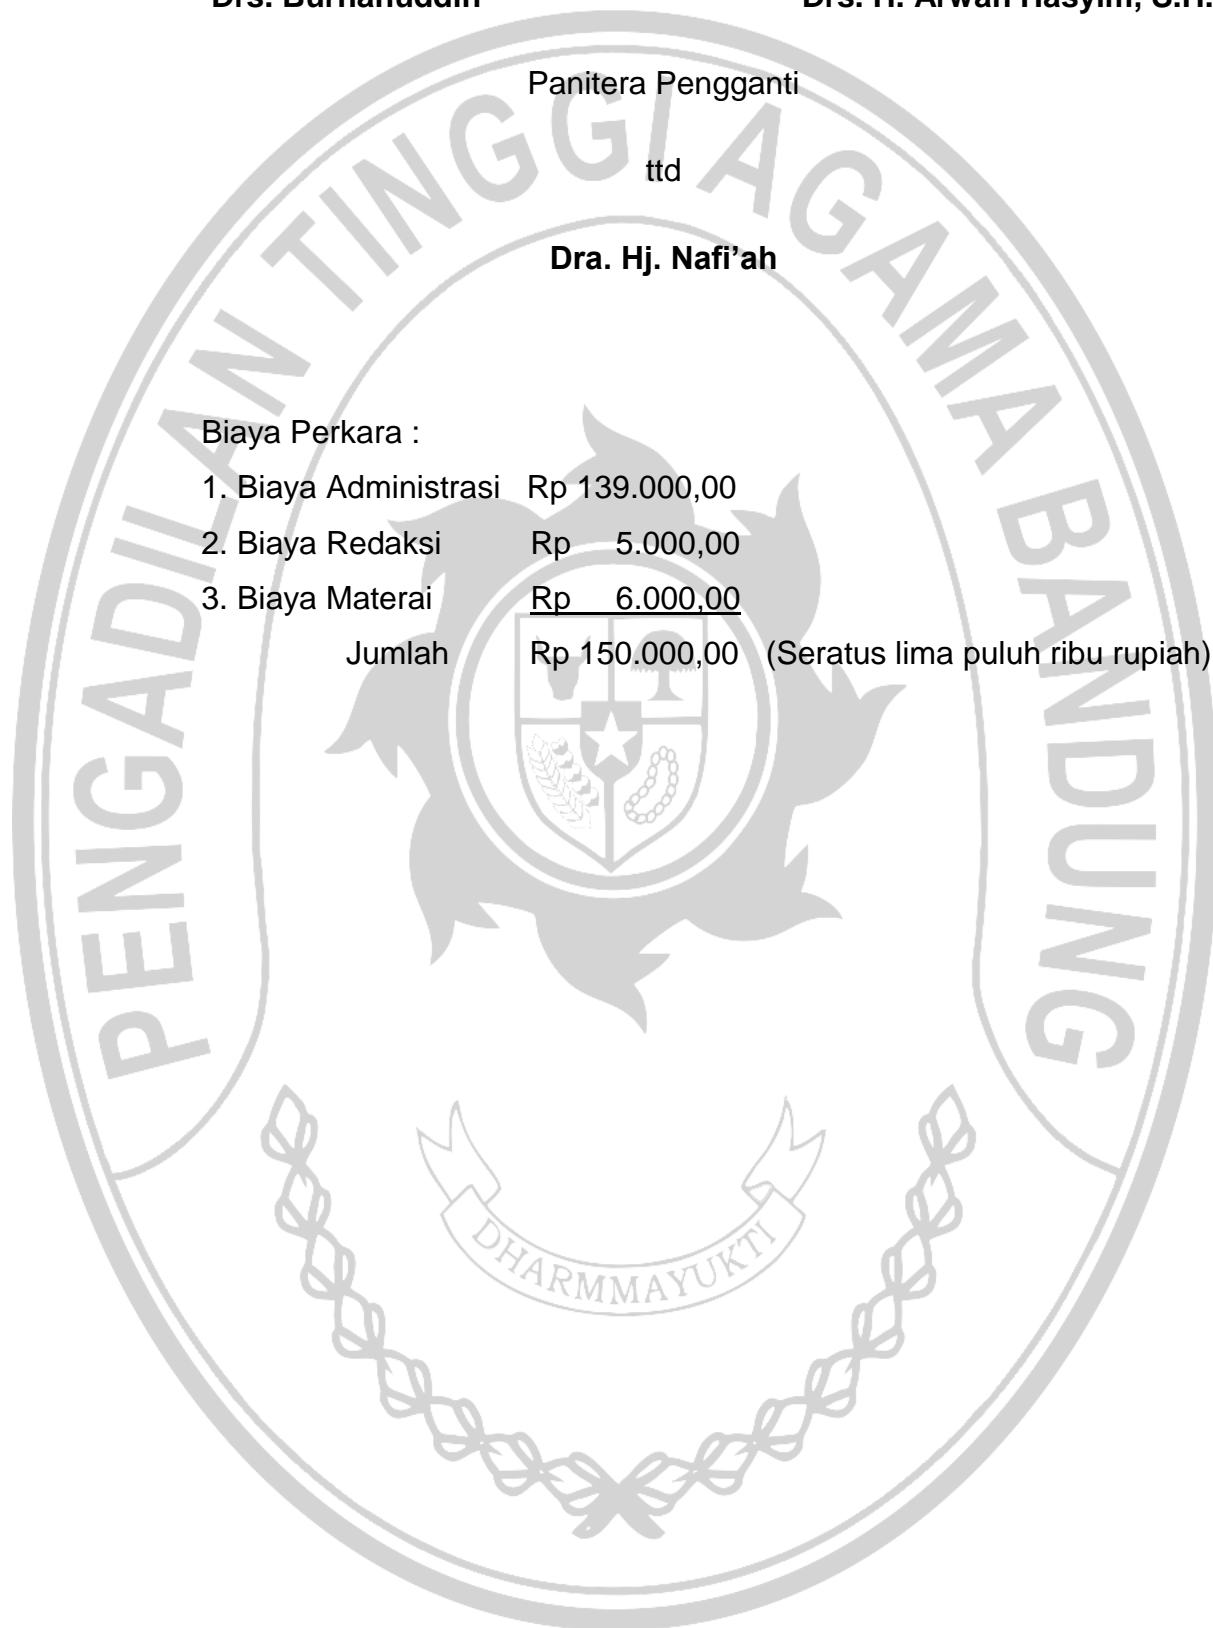 Drs. Burhanuddin Drs. H. Arwan Hasyim, S.H.
Panitera Pengganti
ttd
Dra. Hj. Nafi’ah
Biaya Perkara :
1. Biaya Administrasi Rp 139.000,00
2. Biaya Redaksi Rp 5.000,00
3. Biaya Materai Rp 6.000,00
Jumlah Rp 150.000,00 (Seratus lima puluh ribu rupiah)
PENGADILAN TINGGI AGAMA BANDUNG
DHARMMAYUKTI